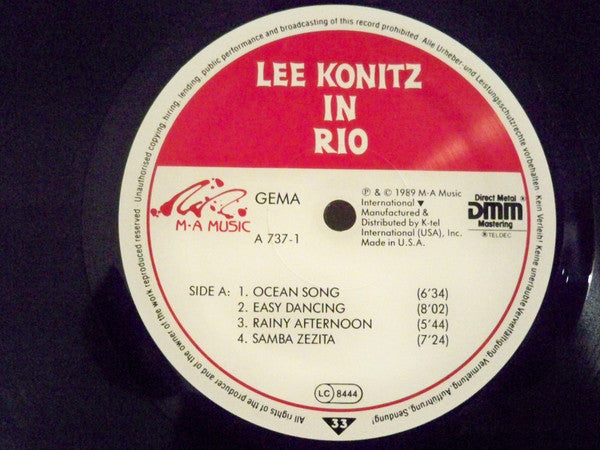 LEE KONITZ
IN
RIO
M·A MUSIC
GEMA
A 737-1
℗ & © 1989 M·A Music
International ▼
Manufactured &
Distributed by K-tel
International (USA), Inc.
Made in U.S.A.
Direct Metal
DMM
Mastering
® TELDEC
SIDE A: 1. OCEAN SONG (6'34)
2. EASY DANCING (8'02)
3. RAINY AFTERNOON (5'44)
4. SAMBA ZEZITA (7'24)
LC 8444
33
All rights of the producer and of the owner of the work reproduced reserved · Unauthorised copying, hiring, lending, public performance and broadcasting of this record prohibited · Alle Urheber- und Leistungsschutzrechte vorbehalten · Kein Verleih! Keine unerlaubte Vervielfältigung, Vermietung, Aufführung, Sendung!